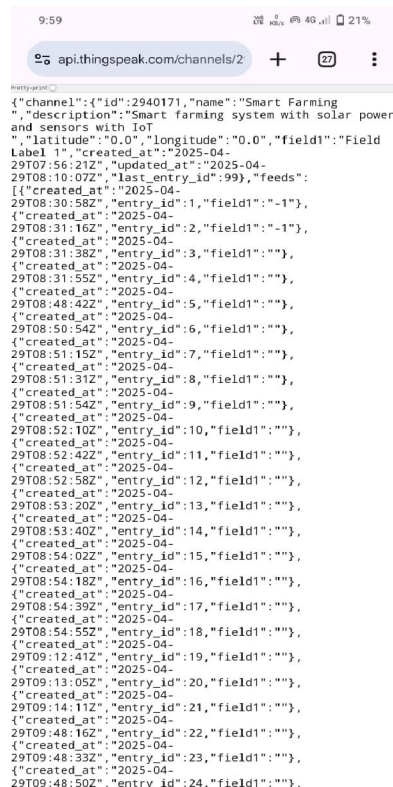 9:59
4G
21%
api.thingspeak.com/channels/2
27
Pretty-print
{"channel":{"id":2940171,"name":"Smart Farming
","description":"Smart farming system with solar power
and sensors with IoT
","latitude":"0.0","longitude":"0.0","field1":"Field
Label 1","created_at":"2025-04-
29T07:56:21Z","updated_at":"2025-04-
29T08:10:07Z","last_entry_id":99},"feeds":
[{"created_at":"2025-04-
29T08:30:58Z","entry_id":1,"field1":"-1"},
{"created_at":"2025-04-
29T08:31:16Z","entry_id":2,"field1":"-1"},
{"created_at":"2025-04-
29T08:31:38Z","entry_id":3,"field1":""},
{"created_at":"2025-04-
29T08:31:55Z","entry_id":4,"field1":""},
{"created_at":"2025-04-
29T08:48:42Z","entry_id":5,"field1":""},
{"created_at":"2025-04-
29T08:50:54Z","entry_id":6,"field1":""},
{"created_at":"2025-04-
29T08:51:15Z","entry_id":7,"field1":""},
{"created_at":"2025-04-
29T08:51:31Z","entry_id":8,"field1":""},
{"created_at":"2025-04-
29T08:51:54Z","entry_id":9,"field1":""},
{"created_at":"2025-04-
29T08:52:10Z","entry_id":10,"field1":""},
{"created_at":"2025-04-
29T08:52:42Z","entry_id":11,"field1":""},
{"created_at":"2025-04-
29T08:52:58Z","entry_id":12,"field1":""},
{"created_at":"2025-04-
29T08:53:20Z","entry_id":13,"field1":""},
{"created_at":"2025-04-
29T08:53:40Z","entry_id":14,"field1":""},
{"created_at":"2025-04-
29T08:54:02Z","entry_id":15,"field1":""},
{"created_at":"2025-04-
29T08:54:18Z","entry_id":16,"field1":""},
{"created_at":"2025-04-
29T08:54:39Z","entry_id":17,"field1":""},
{"created_at":"2025-04-
29T08:54:55Z","entry_id":18,"field1":""},
{"created_at":"2025-04-
29T09:12:41Z","entry_id":19,"field1":""},
{"created_at":"2025-04-
29T09:13:05Z","entry_id":20,"field1":""},
{"created_at":"2025-04-
29T09:14:11Z","entry_id":21,"field1":""},
{"created_at":"2025-04-
29T09:48:16Z","entry_id":22,"field1":""},
{"created_at":"2025-04-
29T09:48:33Z","entry_id":23,"field1":""},
{"created_at":"2025-04-
29T09:48:50Z","entry_id":24,"field1":""},